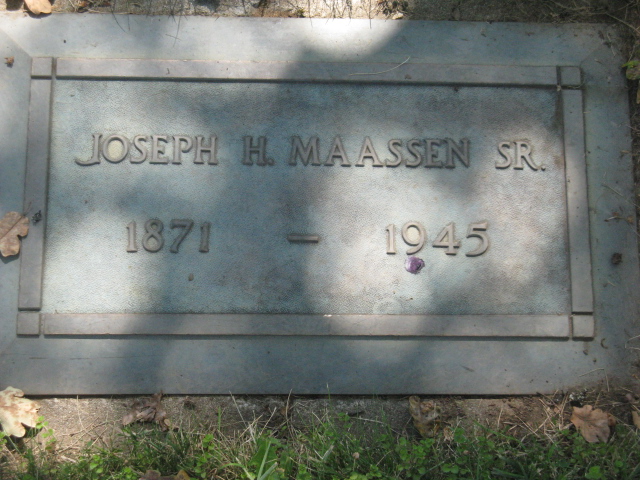 JOSEPH H. MAASSEN SR.
1871 – 1945